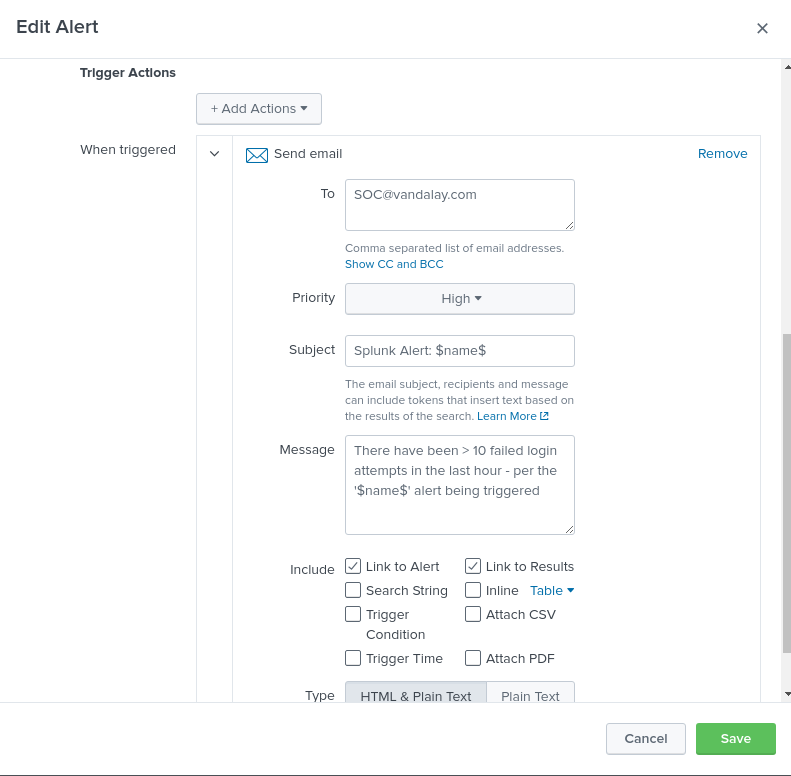 Edit Alert
Trigger Actions
+ Add Actions
When triggered
Send email
Remove
To
SOC@vandalay.com
Comma separated list of email addresses.
Show CC and BCC
Priority
High
Subject
Splunk Alert: $name$
The email subject, recipients and message
can include tokens that insert text based on
the results of the search. Learn More
Message
There have been > 10 failed login
attempts in the last hour - per the
'$name$' alert being triggered
Include
Link to Alert
Link to Results
Search String
Inline Table
Trigger
Condition
Attach CSV
Trigger Time
Attach PDF
Type
HTML & Plain Text
Plain Text
Cancel
Save